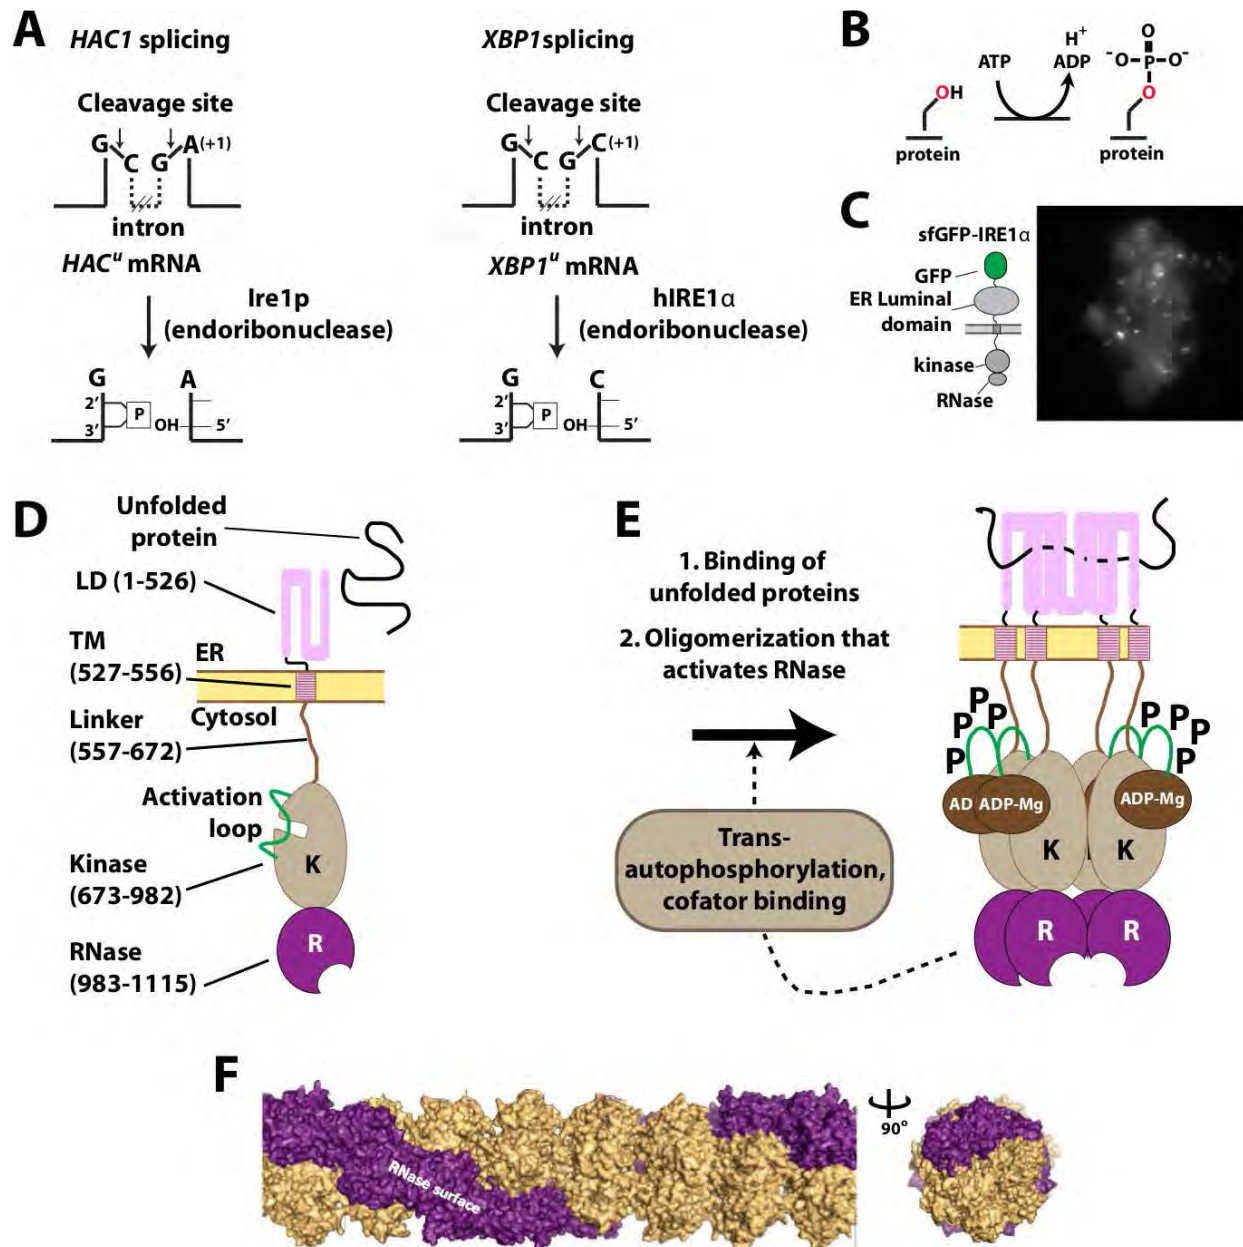 A
HAC1 splicing
Cleavage site
G
C
G
A(+1)
intron
HACᵘ mRNA
Ire1p
(endoribonuclease)
G
A
2'
3'
P
OH
5'
XBP1splicing
Cleavage site
G
C
G
C(+1)
intron
XBP1ᵘ mRNA
hIRE1α
(endoribonuclease)
G
C
2'
3'
P
OH
5'
B
OH
protein
ATP
H⁺
ADP
O
⁻O-P-O⁻
O
protein
C
sfGFP-IRE1α
GFP
ER Luminal
domain
kinase
RNase
D
Unfolded
protein
LD (1-526)
TM
(527-556)
ER
Cytosol
Linker
(557-672)
Activation
loop
Kinase
(673-982)
K
RNase
(983-1115)
R
E
1. Binding of
unfolded proteins
2. Oligomerization that
activates RNase
Trans-
autophosphorylation,
cofator binding
P
P
P
P
P
P
P
P
AD
ADP-Mg
ADP-Mg
K
K
R
R
F
RNase surface
90°